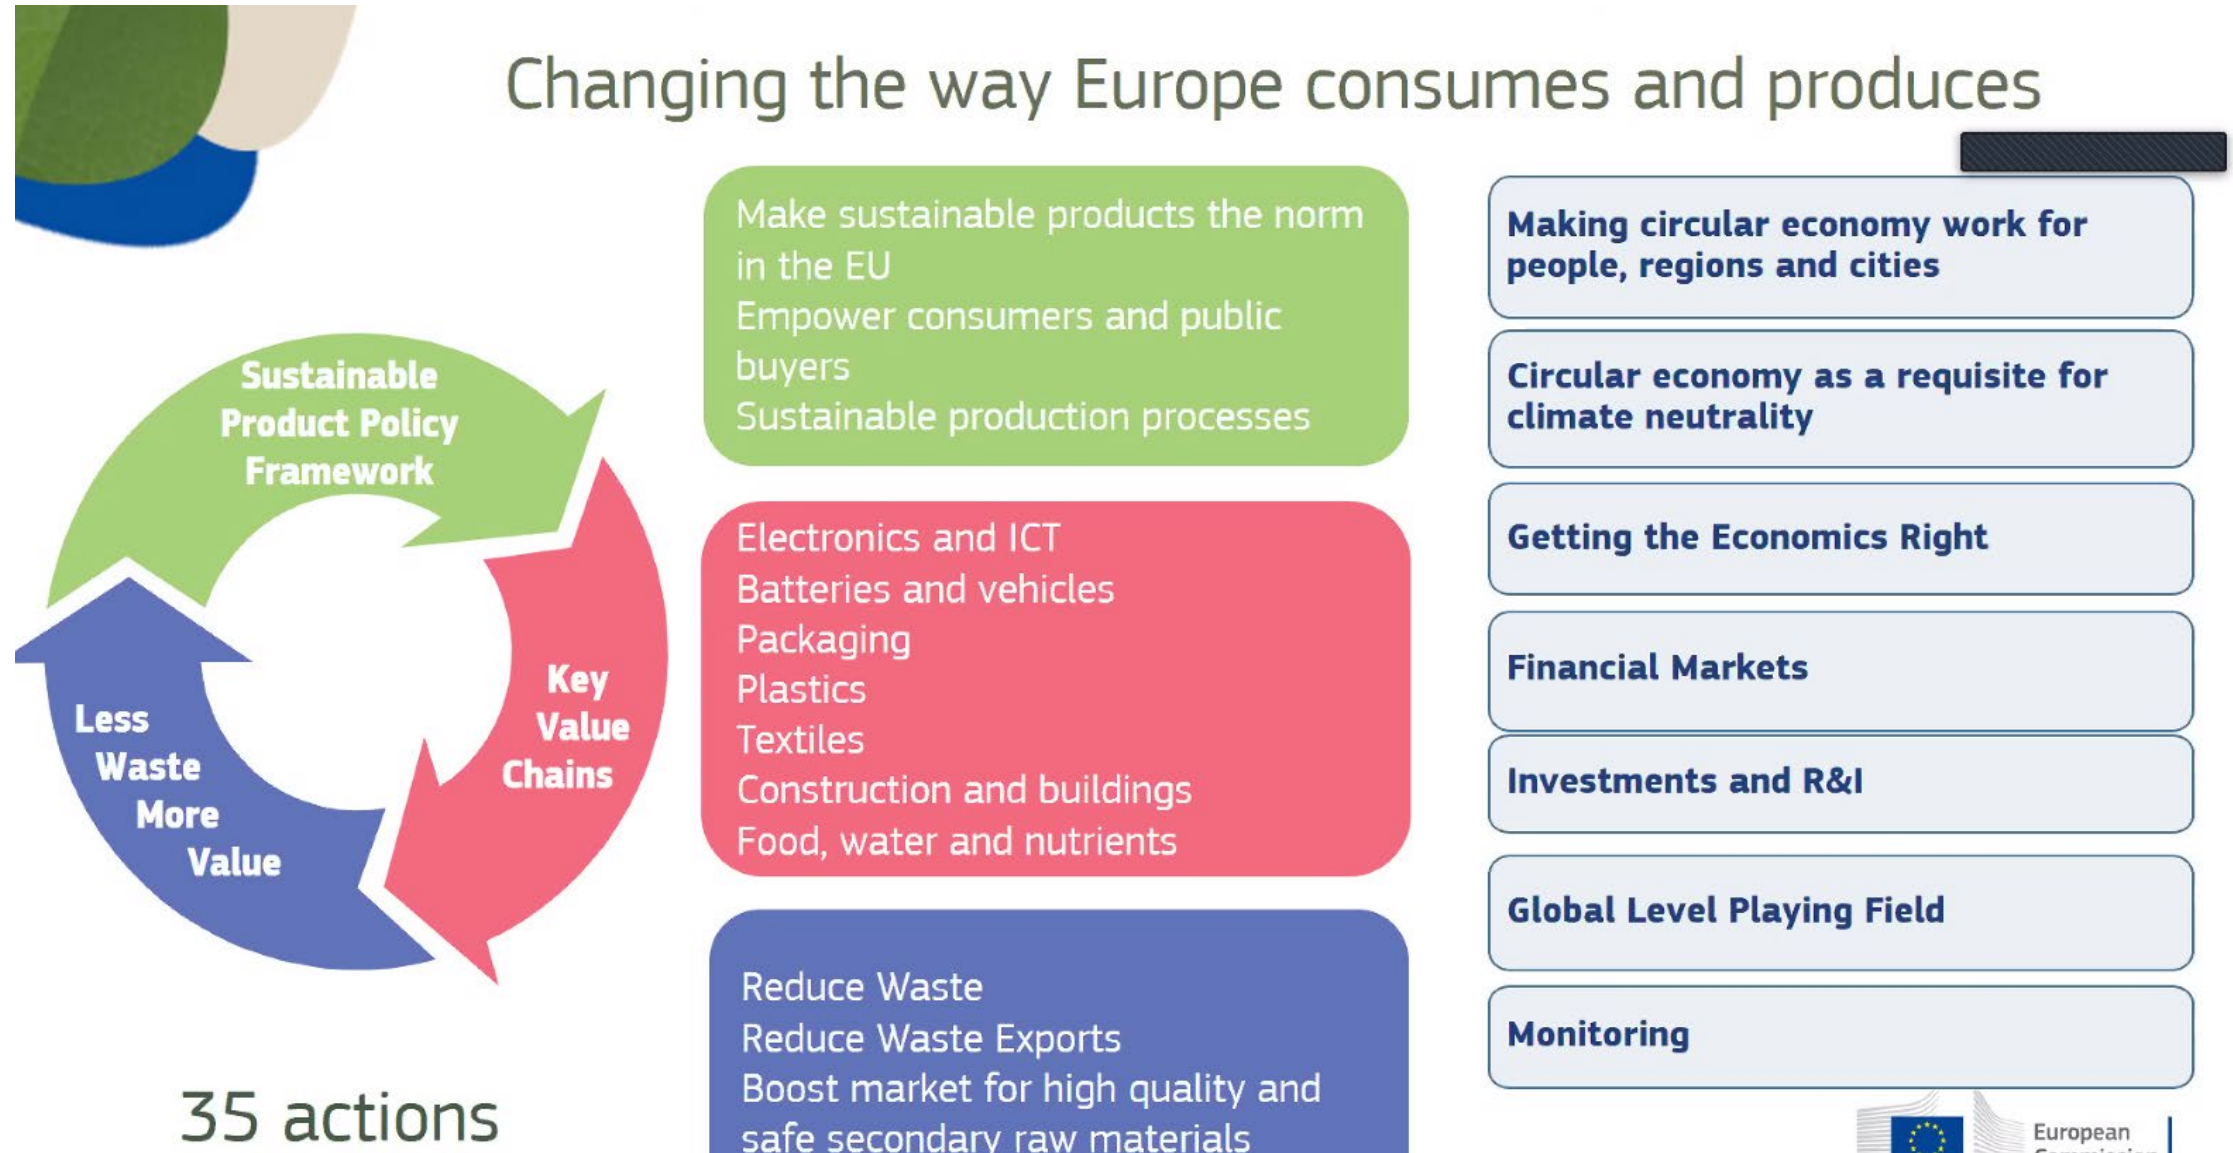 Changing the way Europe consumes and produces
Sustainable
Product Policy
Framework
Key
Value
Chains
Less
Waste
More
Value
35 actions
Make sustainable products the norm
in the EU
Empower consumers and public
buyers
Sustainable production processes
Electronics and ICT
Batteries and vehicles
Packaging
Plastics
Textiles
Construction and buildings
Food, water and nutrients
Reduce Waste
Reduce Waste Exports
Boost market for high quality and
safe secondary raw materials
Making circular economy work for
people, regions and cities
Circular economy as a requisite for
climate neutrality
Getting the Economics Right
Financial Markets
Investments and R&I
Global Level Playing Field
Monitoring
European
Commission